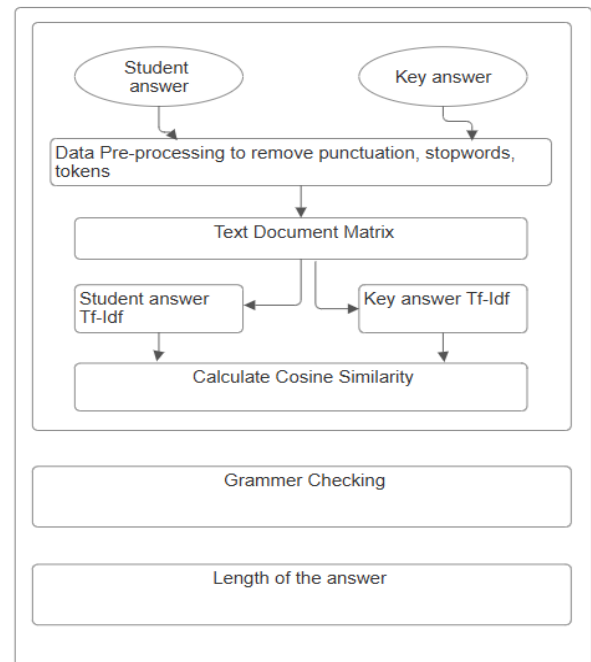 Student
answer
Key answer
Data Pre-processing to remove punctuation, stopwords,
tokens
Text Document Matrix
Student answer
Tf-Idf
Key answer Tf-Idf
Calculate Cosine Similarity
Grammer Checking
Length of the answer